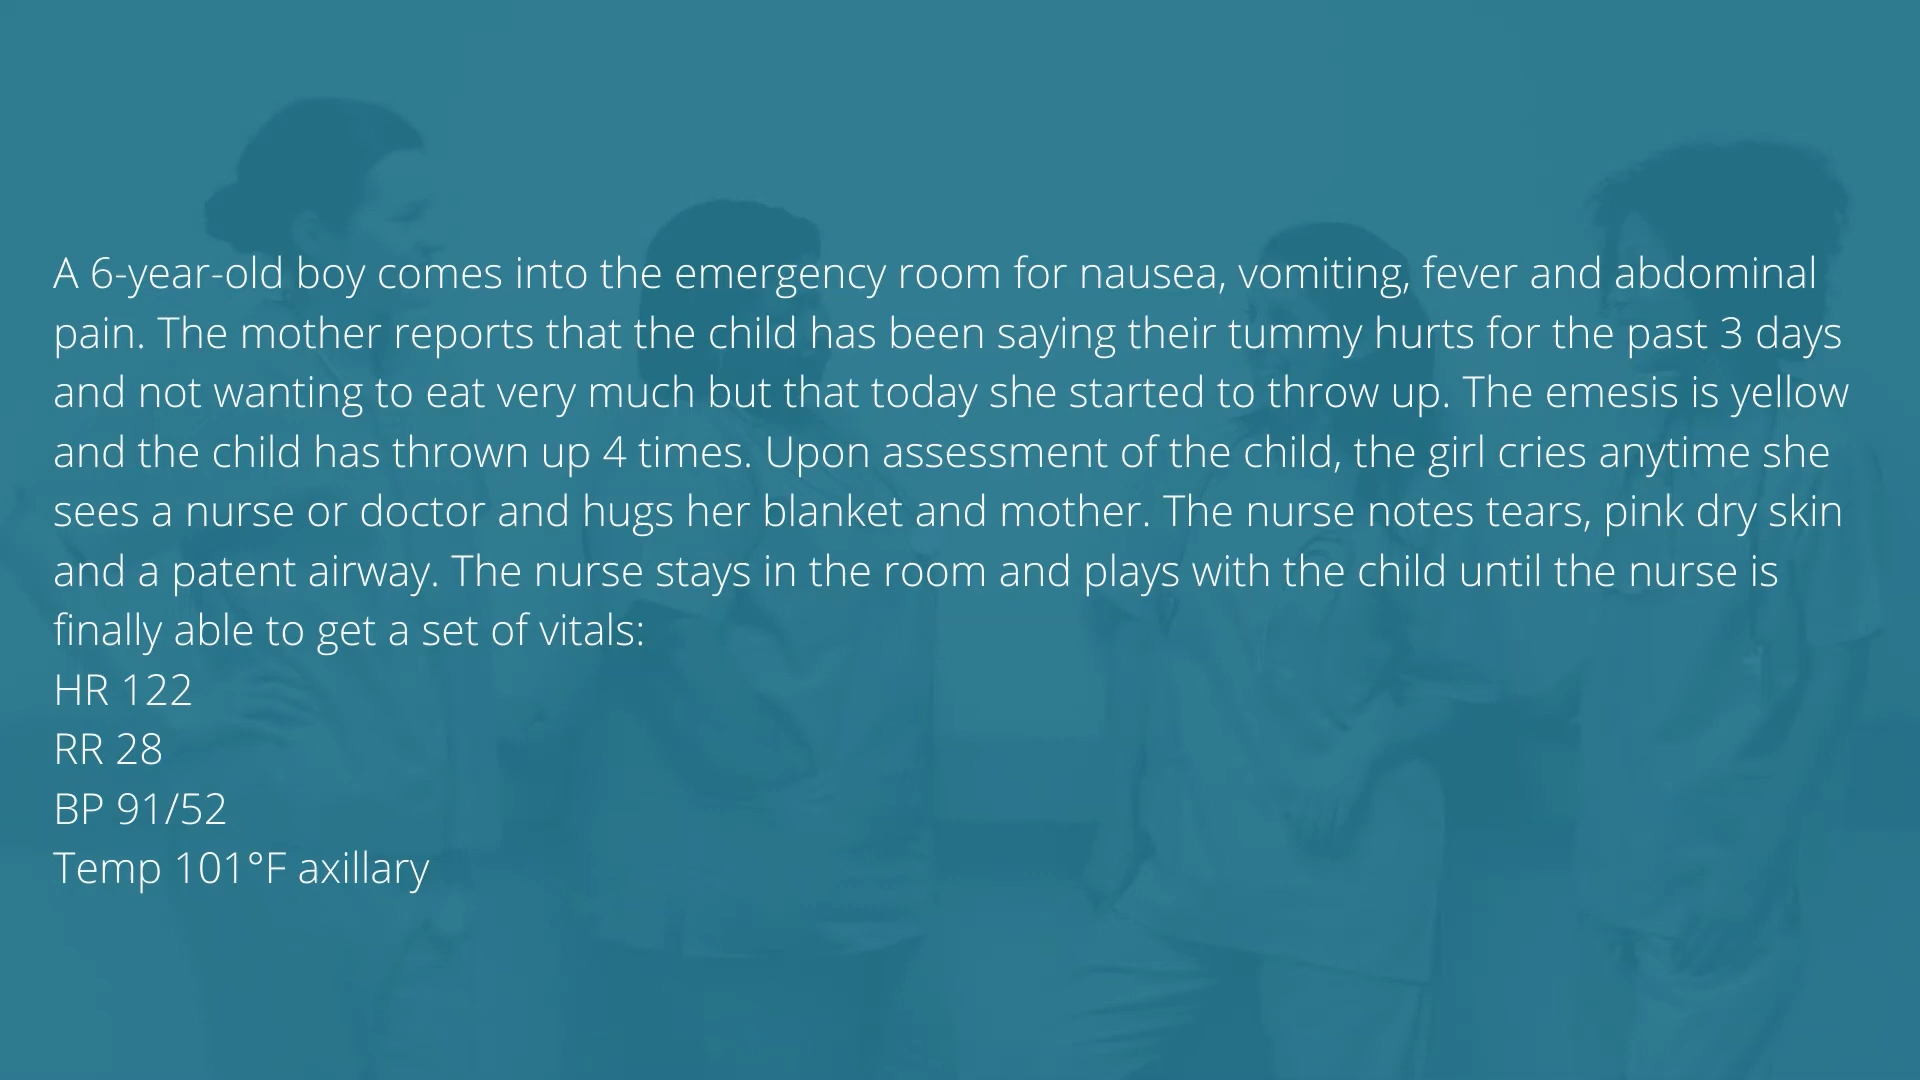 A 6-year-old boy comes into the emergency room for nausea, vomiting, fever and abdominal
pain. The mother reports that the child has been saying their tummy hurts for the past 3 days
and not wanting to eat very much but that today she started to throw up. The emesis is yellow
and the child has thrown up 4 times. Upon assessment of the child, the girl cries anytime she
sees a nurse or doctor and hugs her blanket and mother. The nurse notes tears, pink dry skin
and a patent airway. The nurse stays in the room and plays with the child until the nurse is
finally able to get a set of vitals:
HR 122
RR 28
BP 91/52
Temp 101°F axillary